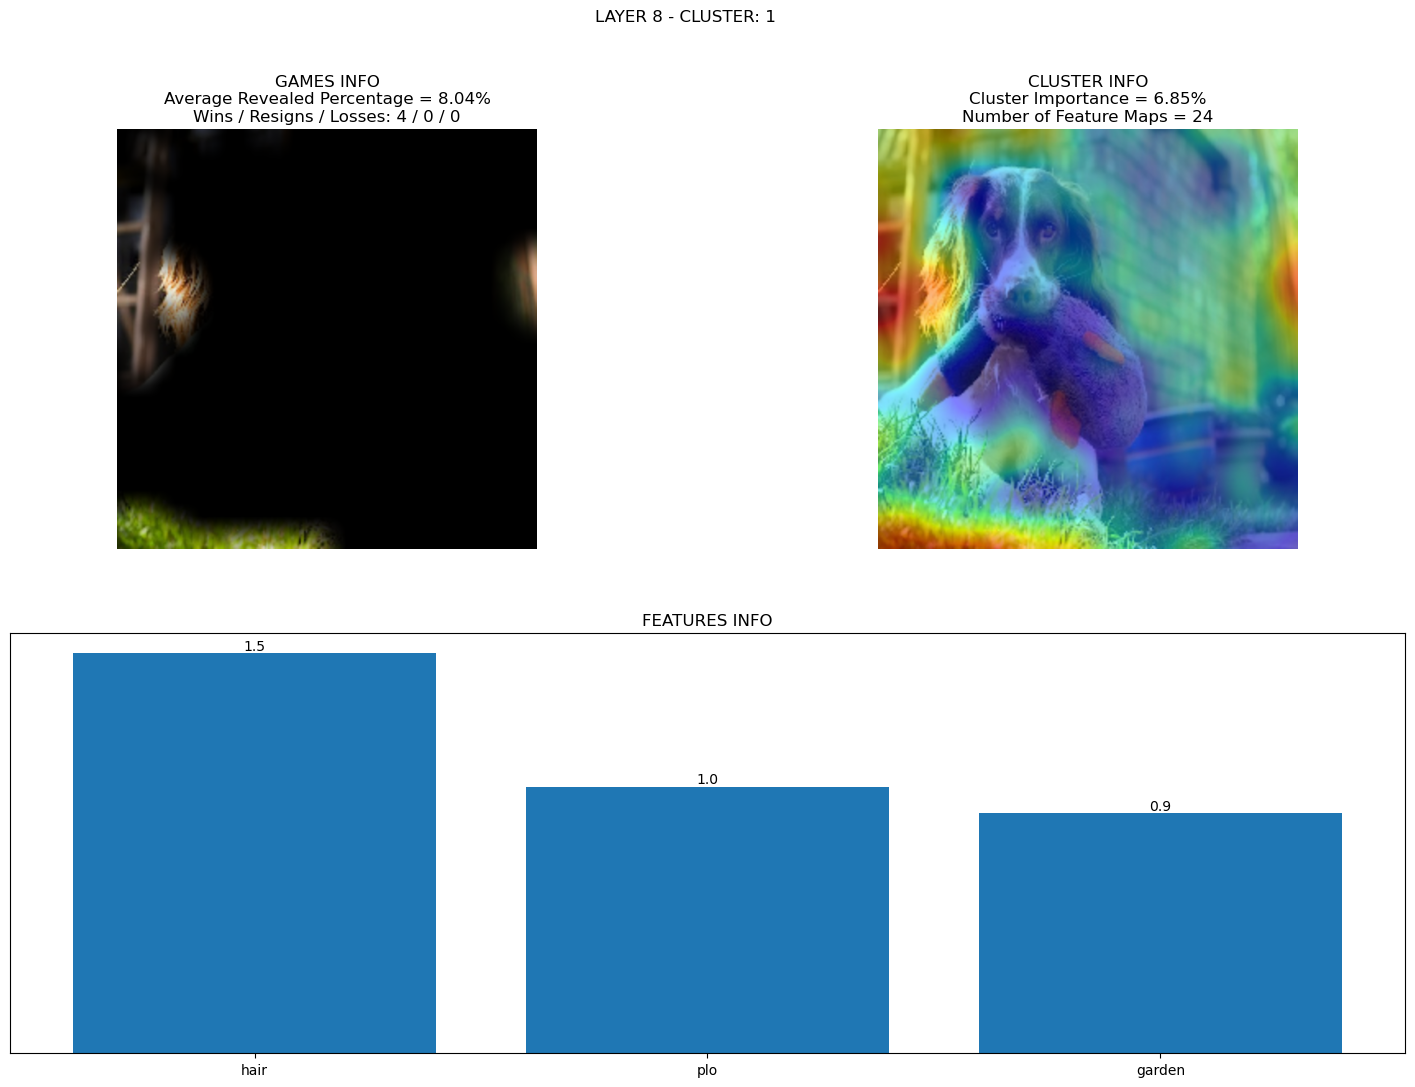 LAYER 8 - CLUSTER: 1
GAMES INFO
Average Revealed Percentage = 8.04%
Wins / Resigns / Losses: 4 / 0 / 0
CLUSTER INFO
Cluster Importance = 6.85%
Number of Feature Maps = 24
FEATURES INFO
1.5
1.0
0.9
hair
plo
garden